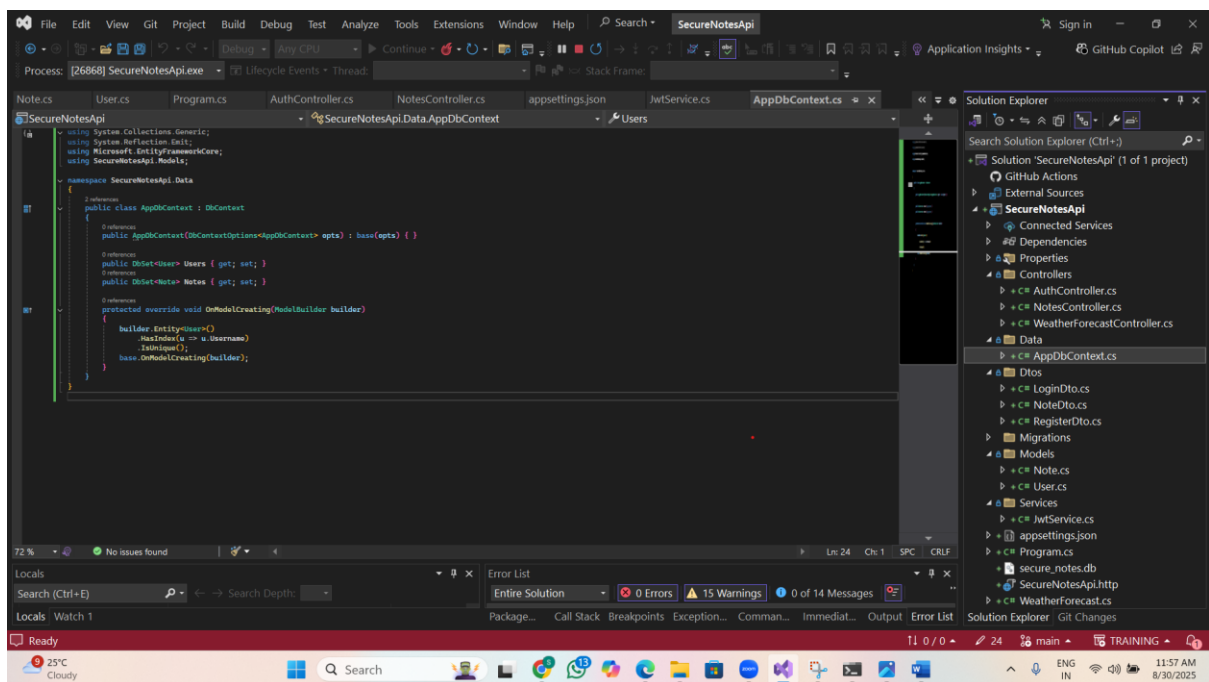 File Edit View Git Project Build Debug Test Analyze Tools Extensions Window Help Search SecureNotesApi Sign in
Debug Any CPU Continue Application Insights GitHub Copilot
Process: [26868] SecureNotesApi.exe Lifecycle Events Thread: Stack Frame:
Note.cs User.cs Program.cs AuthController.cs NotesController.cs appsettings.json JwtService.cs AppDbContext.cs
SecureNotesApi SecureNotesApi.Data.AppDbContext Users
using System.Collections.Generic;
using System.Reflection.Emit;
using Microsoft.EntityFrameworkCore;
using SecureNotesApi.Models;
namespace SecureNotesApi.Data
{
2 references
public class AppDbContext : DbContext
{
0 references
public AppDbContext(DbContextOptions<AppDbContext> opts) : base(opts) { }
0 references
public DbSet<User> Users { get; set; }
0 references
public DbSet<Note> Notes { get; set; }
0 references
protected override void OnModelCreating(ModelBuilder builder)
{
builder.Entity<User>()
.HasIndex(u => u.Username)
.IsUnique();
base.OnModelCreating(builder);
}
}
}
72 % No issues found Ln: 24 Ch: 1 SPC CRLF
Solution Explorer
Search Solution Explorer (Ctrl+;)
Solution 'SecureNotesApi' (1 of 1 project)
GitHub Actions
External Sources
SecureNotesApi
Connected Services
Dependencies
Properties
Controllers
C# AuthController.cs
C# NotesController.cs
C# WeatherForecastController.cs
Data
C# AppDbContext.cs
Dtos
C# LoginDto.cs
C# NoteDto.cs
C# RegisterDto.cs
Migrations
Models
C# Note.cs
C# User.cs
Services
C# JwtService.cs
appsettings.json
C# Program.cs
secure_notes.db
SecureNotesApi.http
C# WeatherForecast.cs
Solution Explorer Git Changes
Locals
Search (Ctrl+E) Search Depth:
Locals Watch 1
Error List
Entire Solution 0 Errors 15 Warnings 0 of 14 Messages
Package... Call Stack Breakpoints Exception... Comman... Immediat... Output Error List
Ready 0 / 0 24 main TRAINING 1
9 25°C
Cloudy
Search 13 zoom
ENG
IN
11:57 AM
8/30/2025